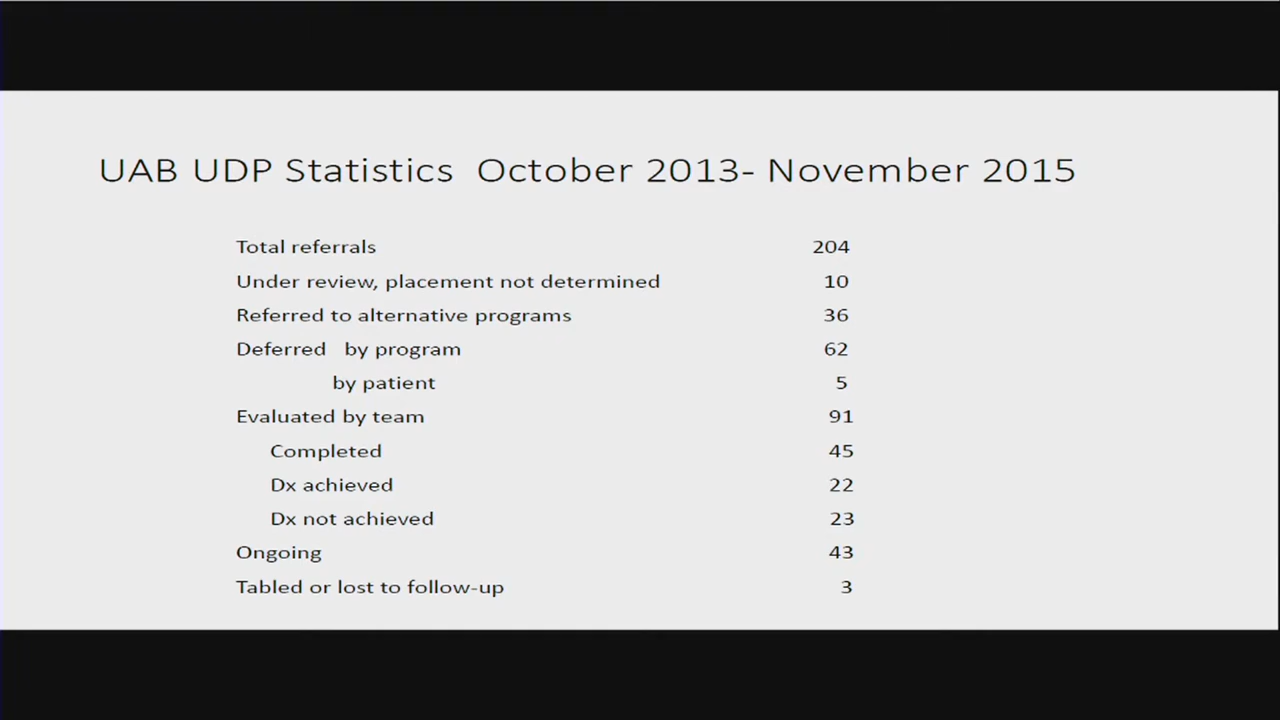 UAB UDP Statistics October 2013- November 2015
Total referrals 204
Under review, placement not determined 10
Referred to alternative programs 36
Deferred by program 62
by patient 5
Evaluated by team 91
Completed 45
Dx achieved 22
Dx not achieved 23
Ongoing 43
Tabled or lost to follow-up 3